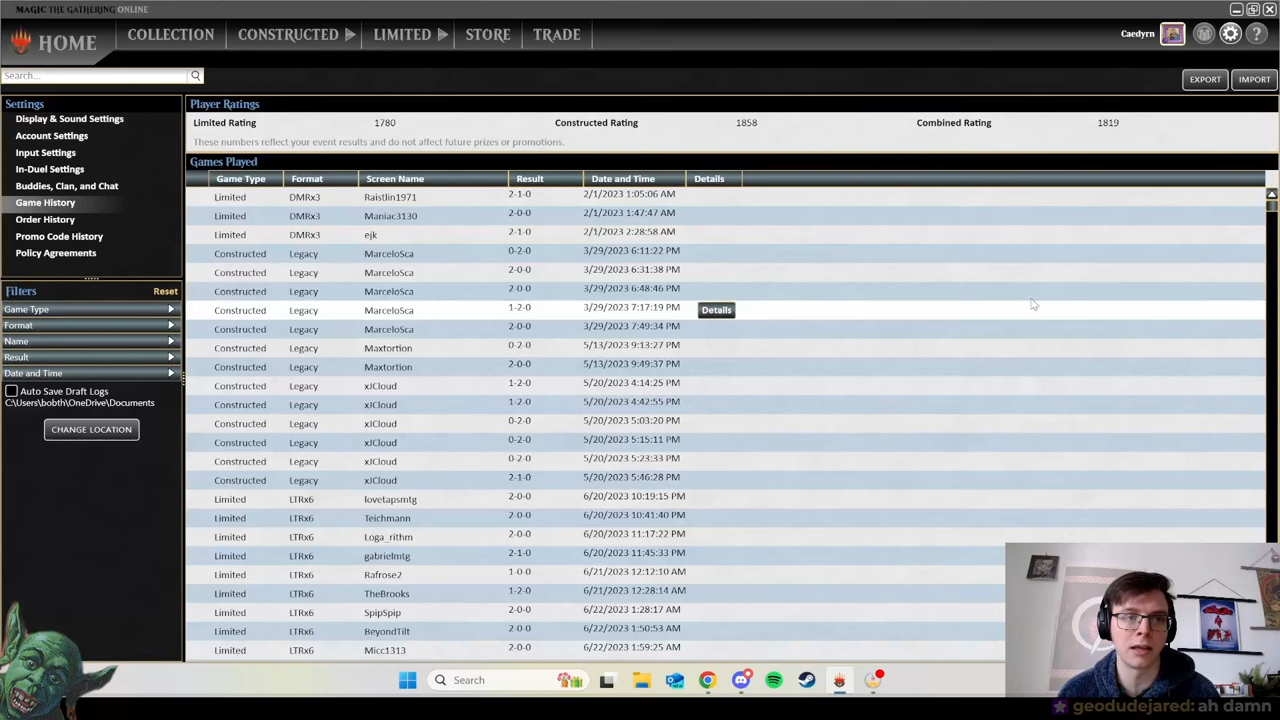 MAGIC THE GATHERING ONLINE
HOME COLLECTION CONSTRUCTED LIMITED STORE TRADE Caedyrn ?
Search...
EXPORT IMPORT
Settings
Display & Sound Settings
Account Settings
Input Settings
In-Duel Settings
Buddies, Clan, and Chat
Game History
Order History
Promo Code History
Policy Agreements
Filters Reset
Game Type
Format
Name
Result
Date and Time
Auto Save Draft Logs
C:\Users\bobth\OneDrive\Documents
CHANGE LOCATION
Player Ratings
Limited Rating 1780 Constructed Rating 1858 Combined Rating 1819
These numbers reflect your event results and do not affect future prizes or promotions.
Games Played
Game Type Format Screen Name Result Date and Time Details
Limited DMRx3 Raistlin1971 2-1-0 2/1/2023 1:05:06 AM
Limited DMRx3 Maniac3130 2-0-0 2/1/2023 1:47:47 AM
Limited DMRx3 ejk 2-1-0 2/1/2023 2:28:58 AM
Constructed Legacy MarceloSca 0-2-0 3/29/2023 6:11:22 PM
Constructed Legacy MarceloSca 2-0-0 3/29/2023 6:31:38 PM
Constructed Legacy MarceloSca 2-0-0 3/29/2023 6:48:46 PM
Constructed Legacy MarceloSca 1-2-0 3/29/2023 7:17:19 PM Details
Constructed Legacy MarceloSca 2-0-0 3/29/2023 7:49:34 PM
Constructed Legacy Maxtortion 0-2-0 5/13/2023 9:13:27 PM
Constructed Legacy Maxtortion 2-0-0 5/13/2023 9:49:37 PM
Constructed Legacy xJCloud 1-2-0 5/20/2023 4:14:25 PM
Constructed Legacy xJCloud 1-2-0 5/20/2023 4:42:55 PM
Constructed Legacy xJCloud 0-2-0 5/20/2023 5:03:20 PM
Constructed Legacy xJCloud 0-2-0 5/20/2023 5:15:11 PM
Constructed Legacy xJCloud 0-2-0 5/20/2023 5:23:33 PM
Constructed Legacy xJCloud 2-1-0 5/20/2023 5:46:28 PM
Limited LTRx6 lovetapsmtg 2-0-0 6/20/2023 10:19:15 PM
Limited LTRx6 Teichmann 2-0-0 6/20/2023 10:41:40 PM
Limited LTRx6 Loga_rithm 2-0-0 6/20/2023 11:17:22 PM
Limited LTRx6 gabrielmtg 2-1-0 6/20/2023 11:45:33 PM
Limited LTRx6 Rafrose2 1-0-0 6/21/2023 12:12:10 AM
Limited LTRx6 TheBrooks 1-2-0 6/21/2023 12:28:14 AM
Limited LTRx6 SpipSpip 2-0-0 6/22/2023 1:28:17 AM
Limited LTRx6 BeyondTilt 2-0-0 6/22/2023 1:50:53 AM
Limited LTRx6 Micc1313 2-0-0 6/22/2023 1:59:25 AM
Search
geodudejared: ah damn